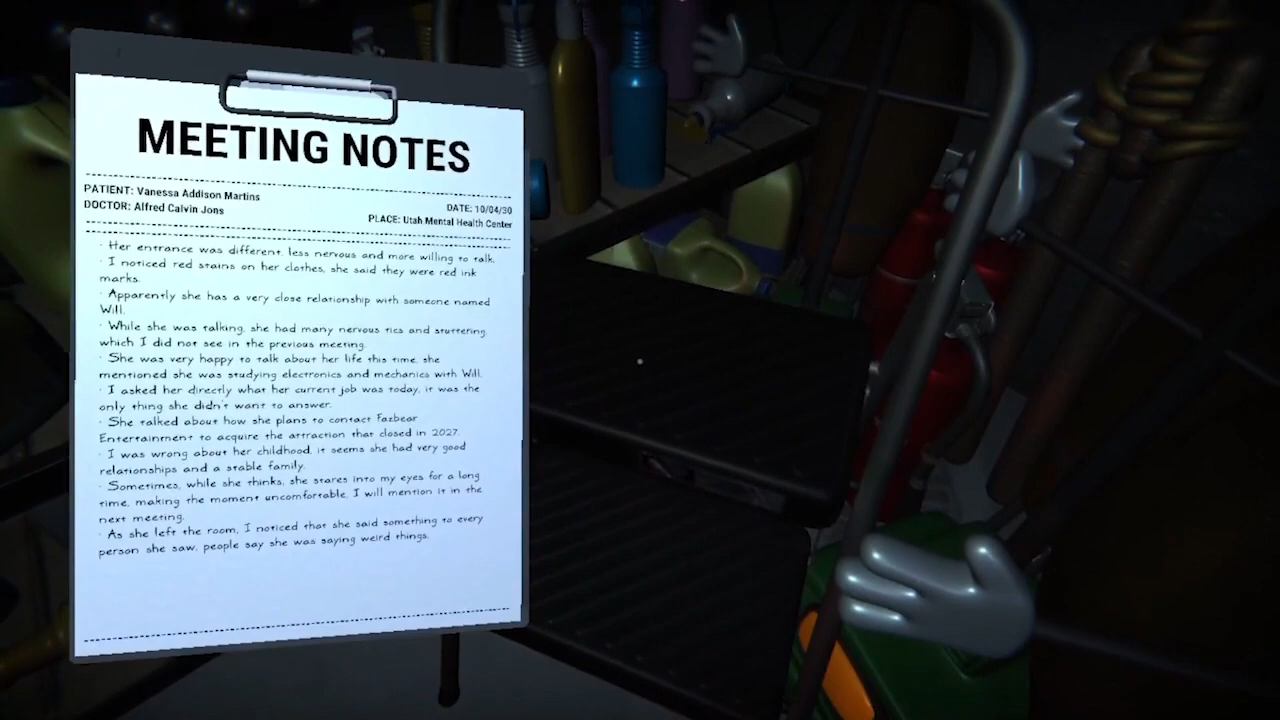 MEETING NOTES
PATIENT: Vanessa Addison Martins
DOCTOR: Alfred Calvin Jons
DATE: 10/04/30
PLACE: Utah Mental Health Center
· Her entrance was different, less nervous and more willing to talk.
· I noticed red stains on her clothes, she said they were red ink
marks.
· Apparently she has a very close relationship with someone named
Will.
· While she was talking, she had many nervous tics and stuttering
which I did not see in the previous meeting.
· She was very happy to talk about her life this time, she
mentioned she was studying electronics and mechanics with Will.
· I asked her directly what her current job was today, it was the
only thing she didn't want to answer.
· She talked about how she plans to contact Fazbear
Entertainment to acquire the attraction that closed in 2027.
· I was wrong about her childhood, it seems she had very good
relationships and a stable family.
· Sometimes, while she thinks, she stares into my eyes for a long
time, making the moment uncomfortable, I will mention it in the
next meeting.
· As she left the room, I noticed that she said something to every
person she saw, people say she was saying weird things.